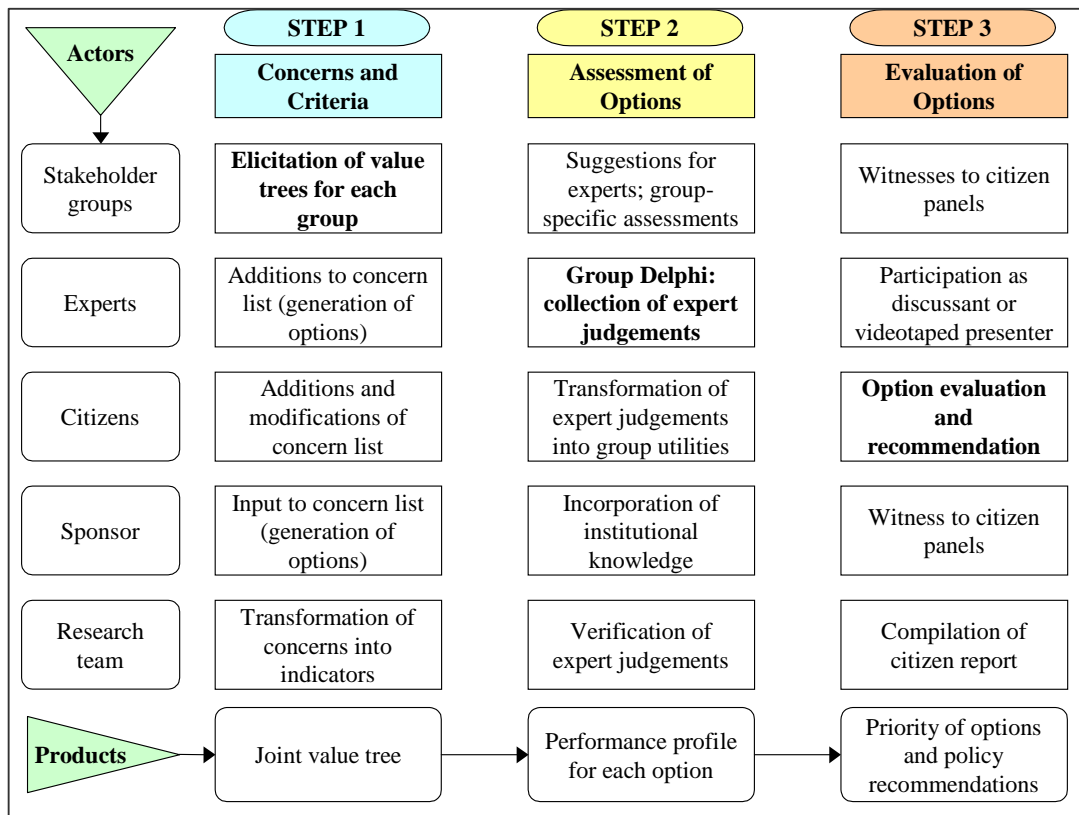 Actors
STEP 1
STEP 2
STEP 3
Concerns and
Criteria
Assessment of
Options
Evaluation of
Options
Stakeholder
groups
Elicitation of value
trees for each
group
Suggestions for
experts; group-
specific assessments
Witnesses to citizen
panels
Experts
Additions to concern
list (generation of
options)
Group Delphi:
collection of expert
judgements
Participation as
discussant or
videotaped presenter
Citizens
Additions and
modifications of
concern list
Transformation of
expert judgements
into group utilities
Option evaluation
and
recommendation
Sponsor
Input to concern list
(generation of
options)
Incorporation of
institutional
knowledge
Witness to citizen
panels
Research
team
Transformation of
concerns into
indicators
Verification of
expert judgements
Compilation of
citizen report
Products
Joint value tree
Performance profile
for each option
Priority of options
and policy
recommendations